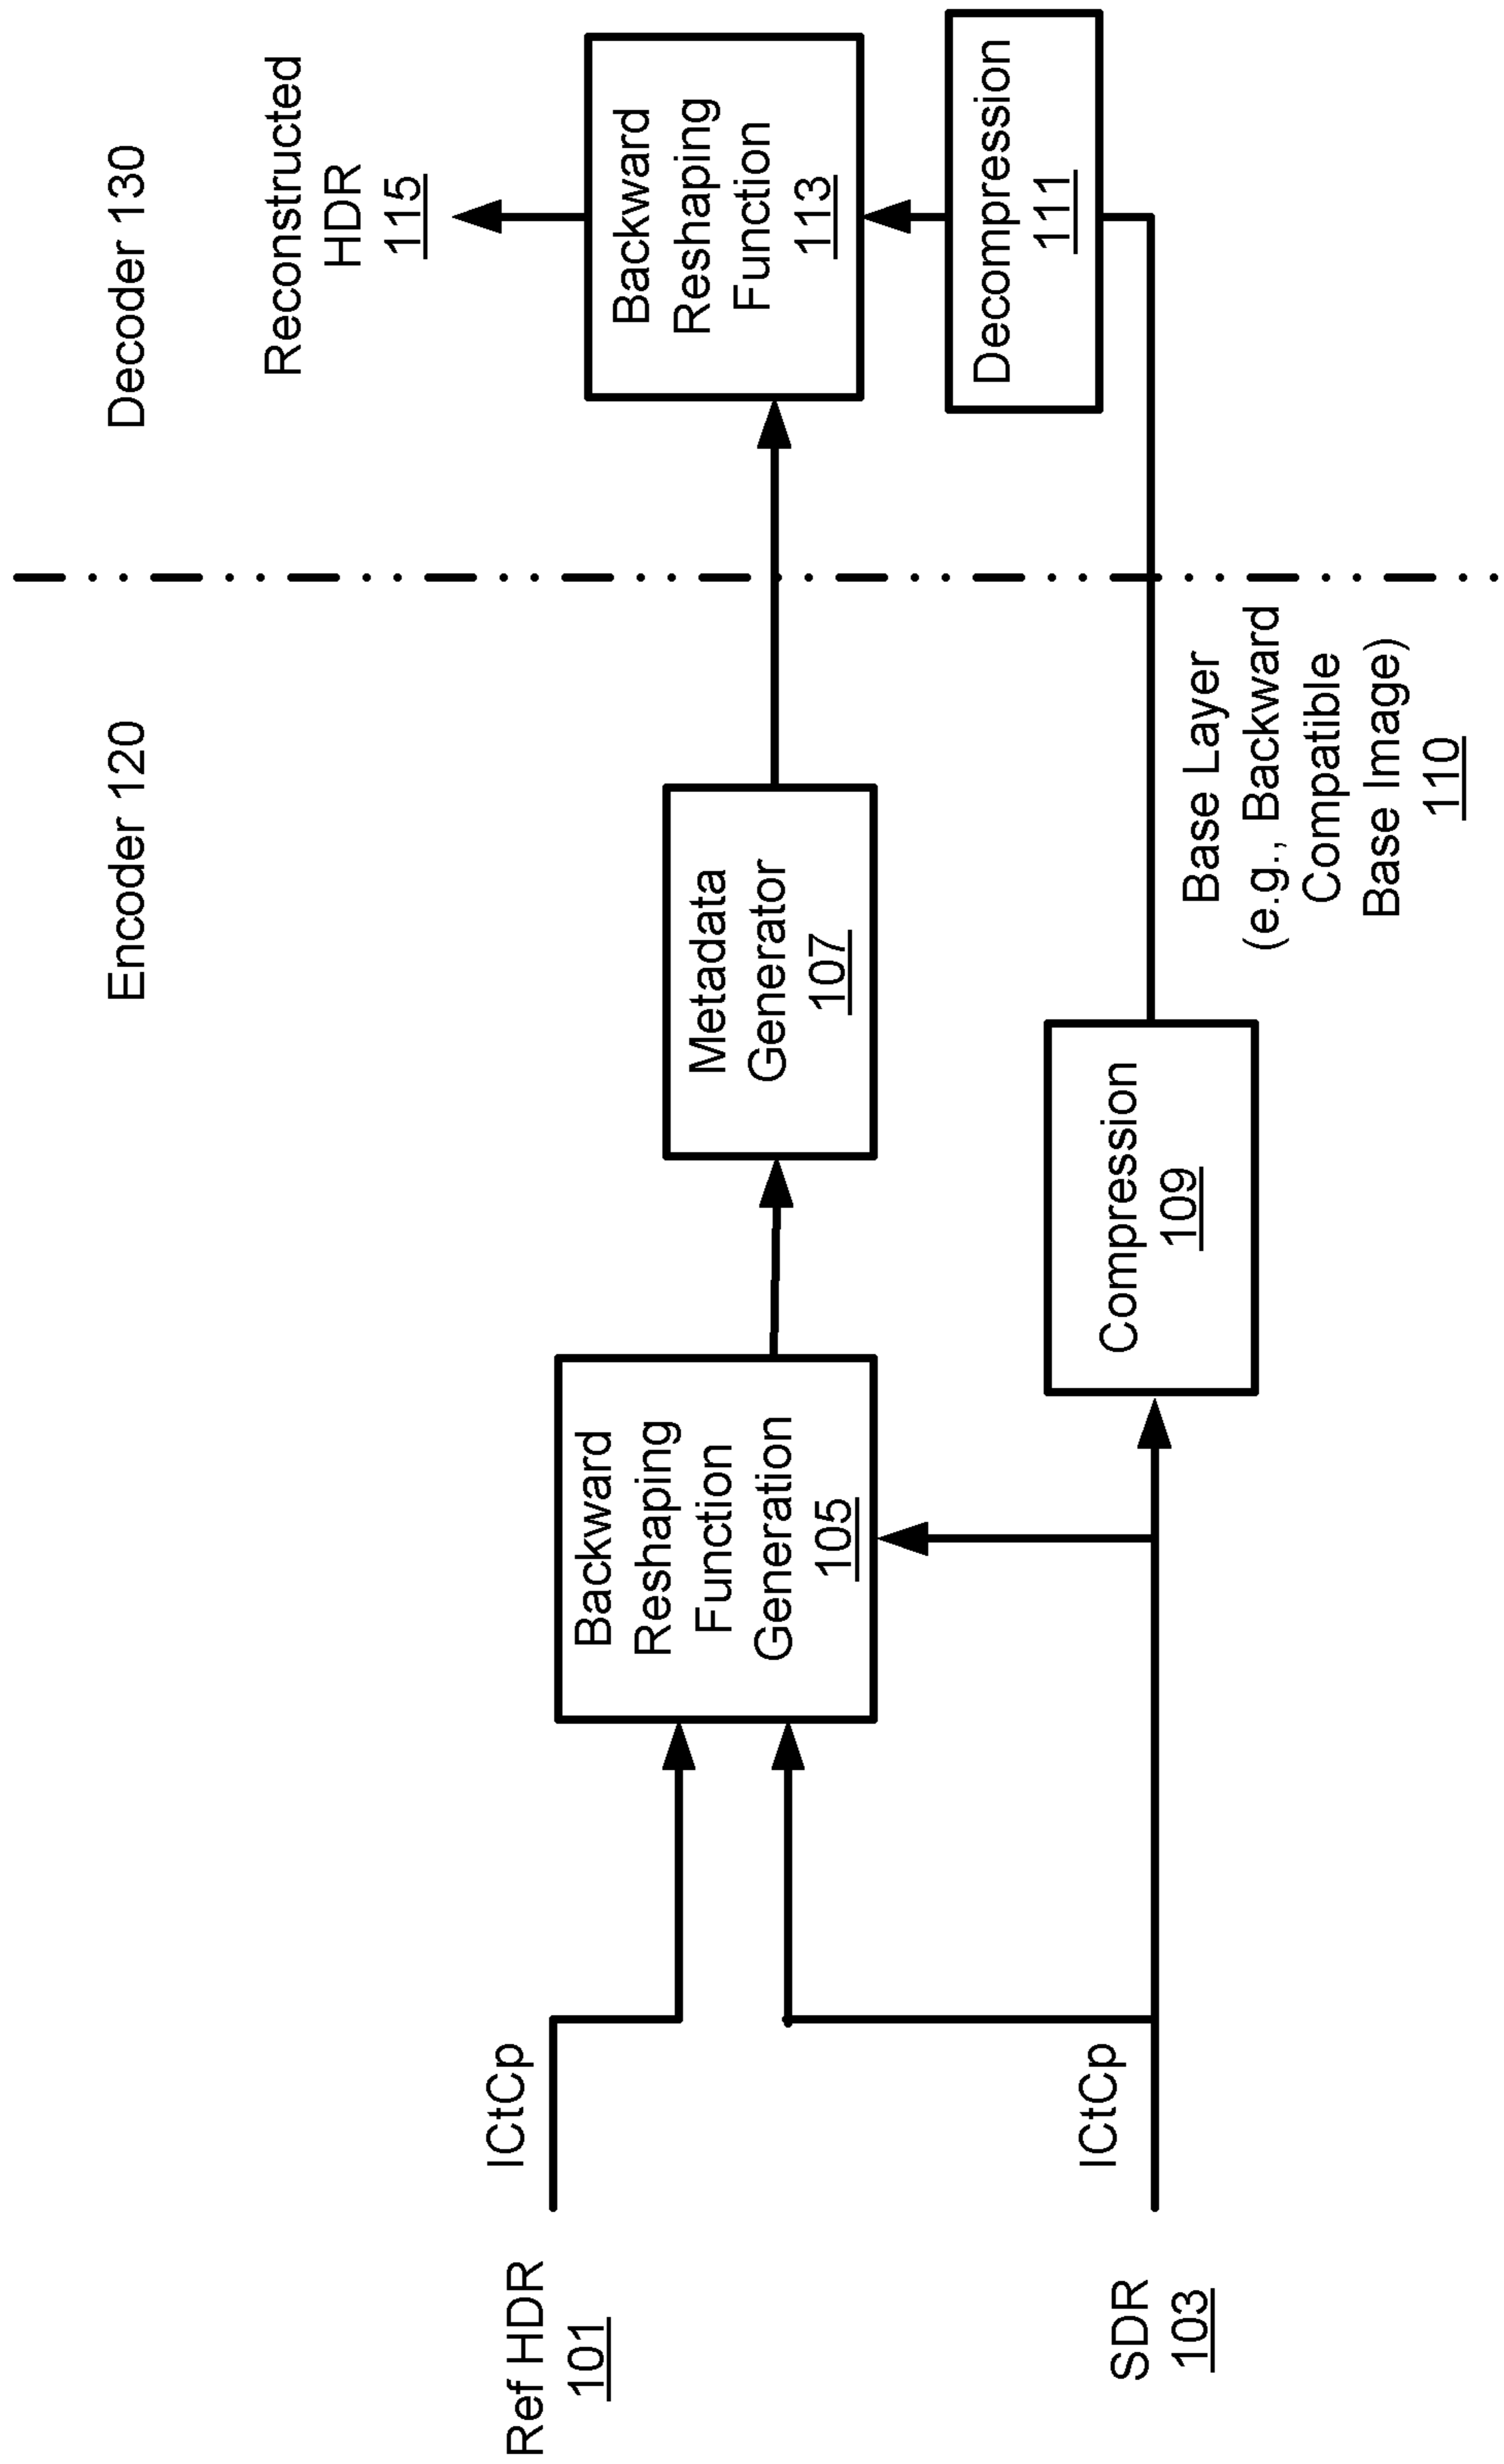 Encoder 120
Decoder 130
Ref HDR
101
ICtCp
SDR
103
ICtCp
Backward
Reshaping
Function
Generation
105
Metadata
Generator
107
Compression
109
Base Layer
(e.g., Backward
Compatible
Base Image)
110
Decompression
111
Backward
Reshaping
Function
113
Reconstructed
HDR
115